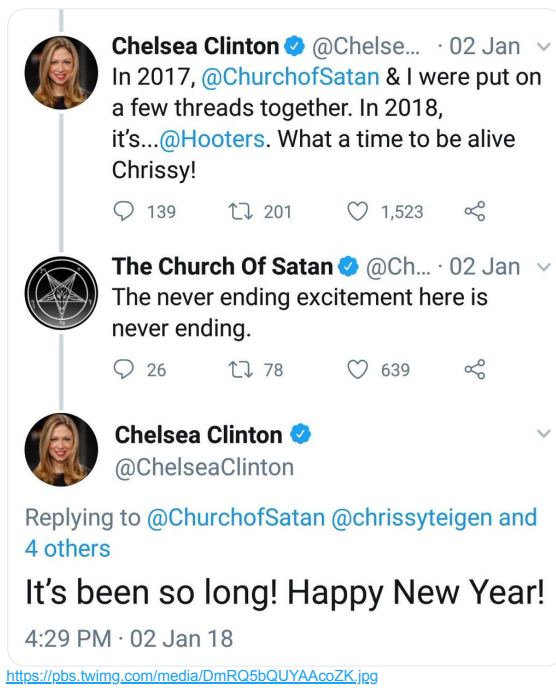 Chelsea Clinton @Chelse... · 02 Jan
In 2017, @ChurchofSatan & I were put on
a few threads together. In 2018,
it's...@Hooters. What a time to be alive
Chrissy!
139 201 1,523
The Church Of Satan @Ch... · 02 Jan
The never ending excitement here is
never ending.
26 78 639
Chelsea Clinton
@ChelseaClinton
Replying to @ChurchofSatan @chrissyteigen and
4 others
It's been so long! Happy New Year!
4:29 PM · 02 Jan 18
https://pbs.twimg.com/media/DmRQ5bQUYAAcoZK.jpg